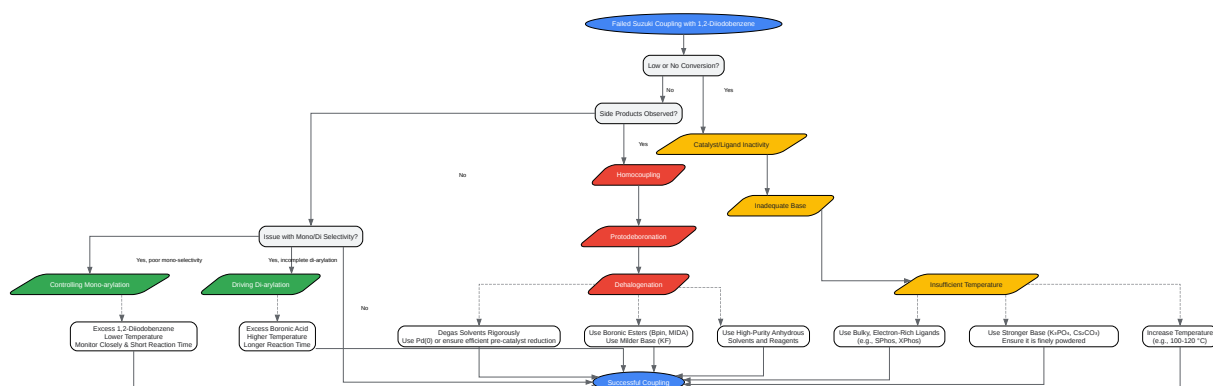 Failed Suzuki Coupling with 1,2-Diiodobenzene
Low or No Conversion?
No
Yes
Side Products Observed?
Yes
Catalyst/Ligand Inactivity
No
Homocoupling
Inadequate Base
Issue with Mono/Di Selectivity?
Protodeboronation
Yes, poor mono-selectivity
Yes, incomplete di-arylation
Controlling Mono-arylation
Driving Di-arylation
Dehalogenation
Insufficient Temperature
No
Excess 1,2-Diiodobenzene
Lower Temperature
Monitor Closely & Short Reaction Time
Excess Boronic Acid
Higher Temperature
Longer Reaction Time
Degas Solvents Rigorously
Use Pd(0) or ensure efficient pre-catalyst reduction
Use Boronic Esters (Bpin, MIDA)
Use Milder Base (KF)
Use High-Purity Anhydrous
Solvents and Reagents
Use Bulky, Electron-Rich Ligands
(e.g., SPhos, XPhos)
Use Stronger Base (K₃PO₄, Cs₂CO₃)
Ensure it is finely powdered
Increase Temperature
(e.g., 100-120 °C)
Successful Coupling